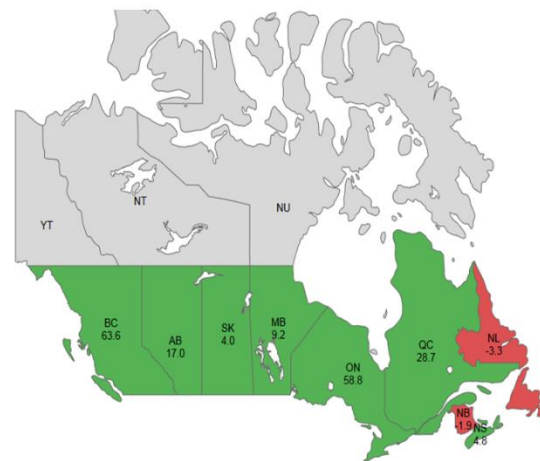 YT
NT
NU
BC
63.6
AB
17.0
SK
4.0
MB
9.2
ON
58.8
QC
28.7
NL
-3.3
NB
-1.9
NS
4.8